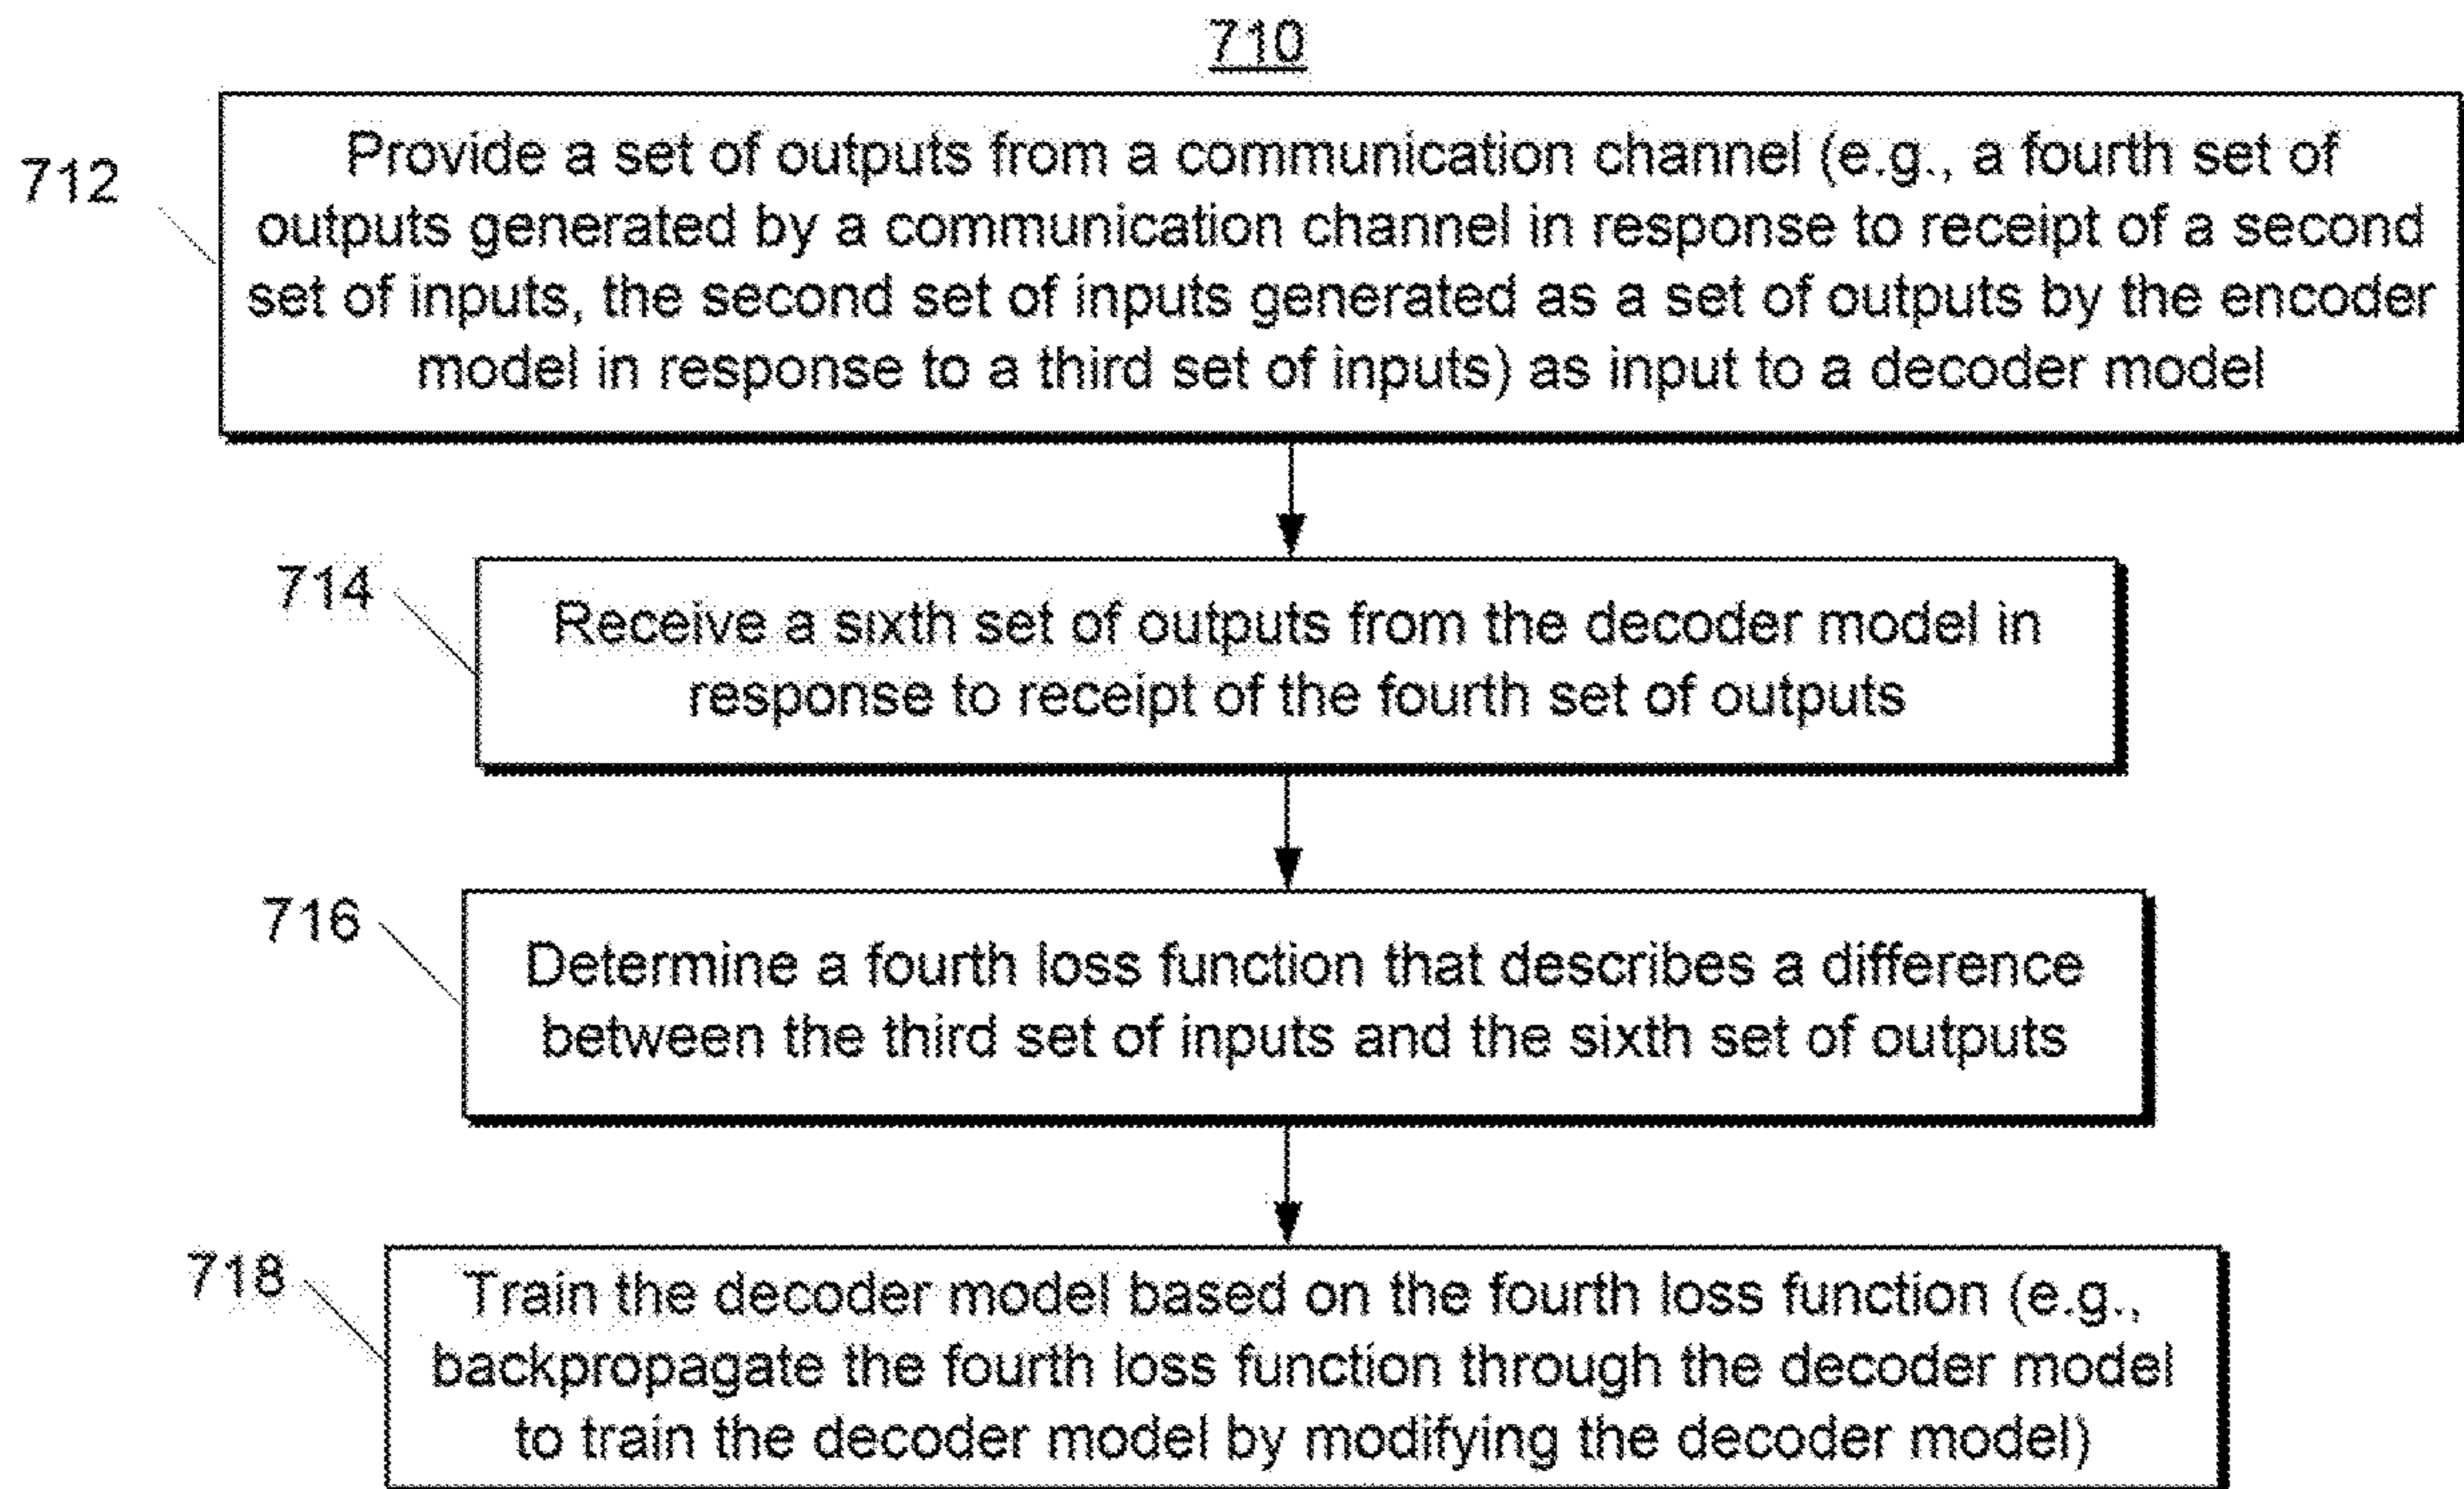 710
712
Provide a set of outputs from a communication channel (e.g., a fourth set of
outputs generated by a communication channel in response to receipt of a second
set of inputs, the second set of inputs generated as a set of outputs by the encoder
model in response to a third set of inputs) as input to a decoder model
714
Receive a sixth set of outputs from the decoder model in
response to receipt of the fourth set of outputs
716
Determine a fourth loss function that describes a difference
between the third set of inputs and the sixth set of outputs
718
Train the decoder model based on the fourth loss function (e.g.,
backpropagate the fourth loss function through the decoder model
to train the decoder model by modifying the decoder model)